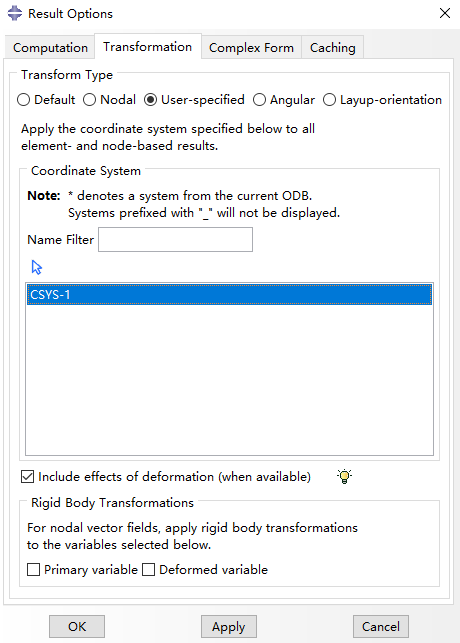 Result Options
Computation Transformation Complex Form Caching
Transform Type
Default Nodal User-specified Angular Layup-orientation
Apply the coordinate system specified below to all
element- and node-based results.
Coordinate System
Note: * denotes a system from the current ODB.
Systems prefixed with "_" will not be displayed.
Name Filter
CSYS-1
Include effects of deformation (when available)
Rigid Body Transformations
For nodal vector fields, apply rigid body transformations
to the variables selected below.
Primary variable Deformed variable
OK Apply Cancel